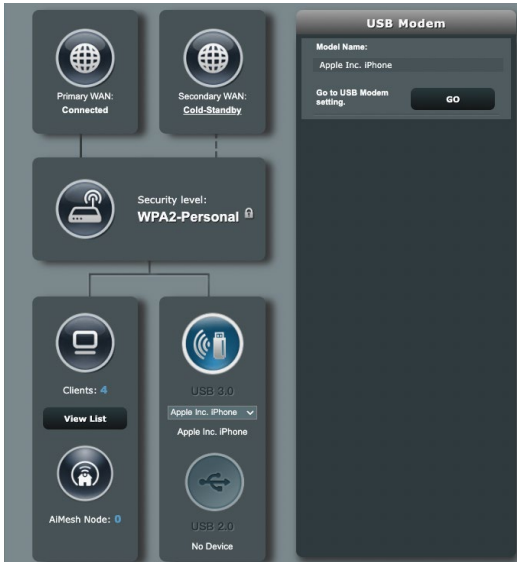 Primary WAN:
Connected
Secondary WAN:
Cold-Standby
Security level:
WPA2-Personal
Clients: 4
View List
AiMesh Node: 0
USB 3.0
Apple Inc. iPhone
Apple Inc. iPhone
USB 2.0
No Device
USB Modem
Model Name:
Apple Inc. iPhone
Go to USB Modem
setting.
GO